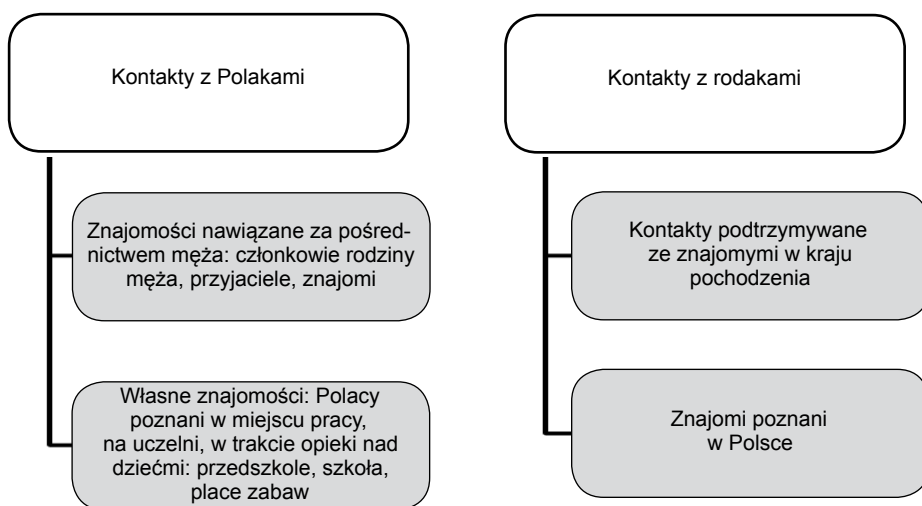 Kontakty z Polakami
Znajomości nawiązane za pośred-
nictwem męża: członkowie rodziny
męża, przyjaciele, znajomi
Własne znajomości: Polacy
poznani w miejscu pracy,
na uczelni, w trakcie opieki nad
dziećmi: przedszkole, szkoła,
place zabaw
Kontakty z rodakami
Kontakty podtrzymywane
ze znajomymi w kraju
pochodzenia
Znajomi poznani
w Polsce